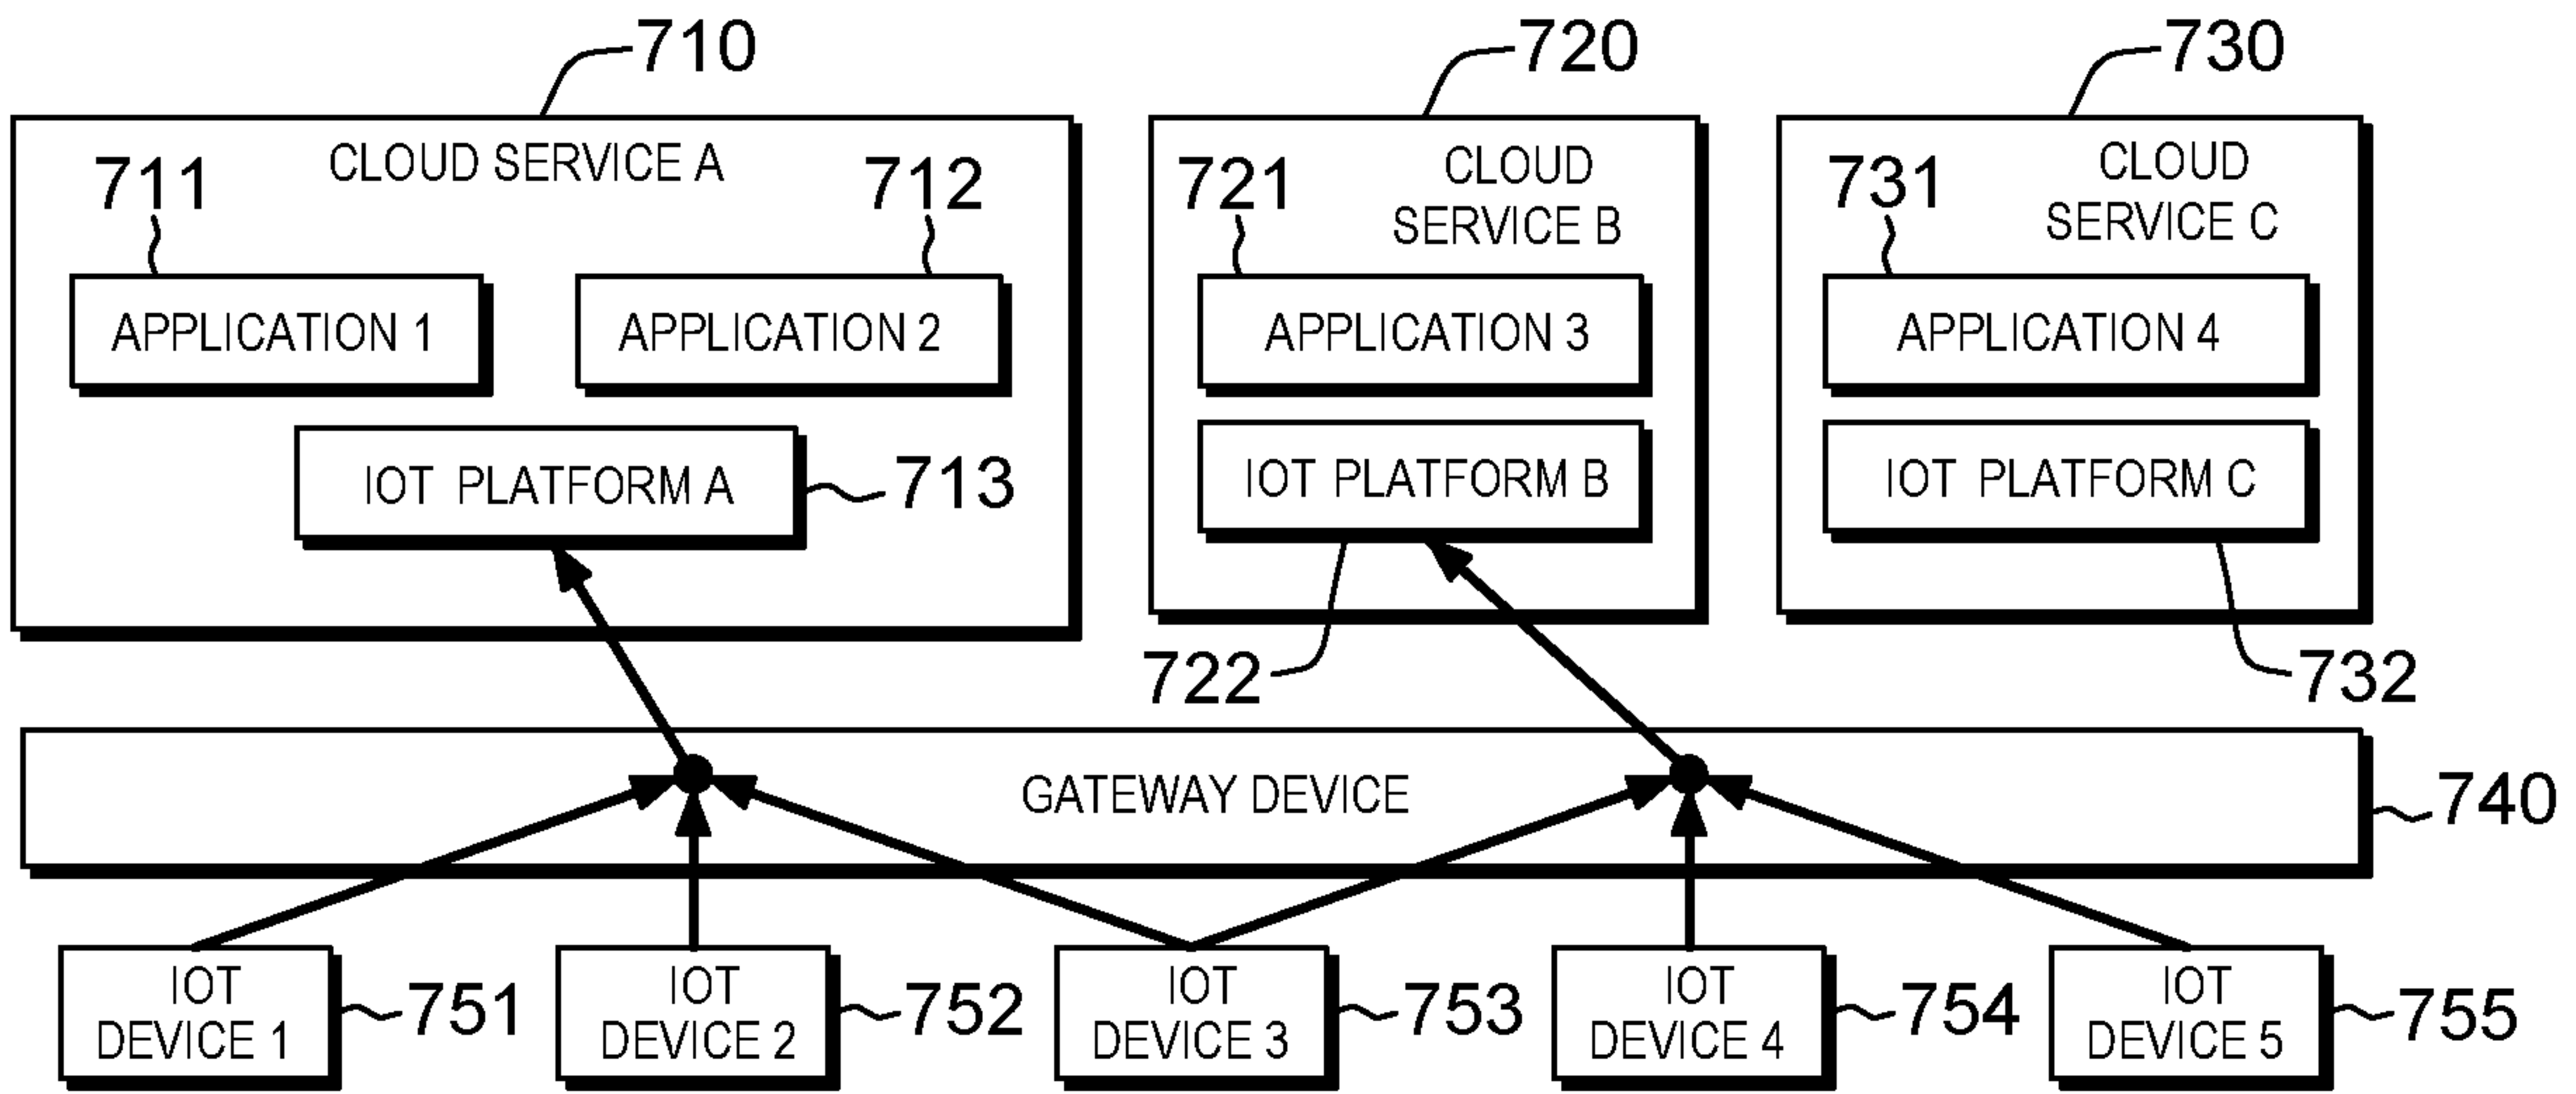 710
720
730
CLOUD SERVICE A
711
712
CLOUD
SERVICE B
721
CLOUD
SERVICE C
731
APPLICATION 1
APPLICATION 2
APPLICATION 3
APPLICATION 4
IOT PLATFORM A
713
IOT PLATFORM B
IOT PLATFORM C
722
732
GATEWAY DEVICE
740
IOT
DEVICE 1
751
IOT
DEVICE 2
752
IOT
DEVICE 3
753
IOT
DEVICE 4
754
IOT
DEVICE 5
755